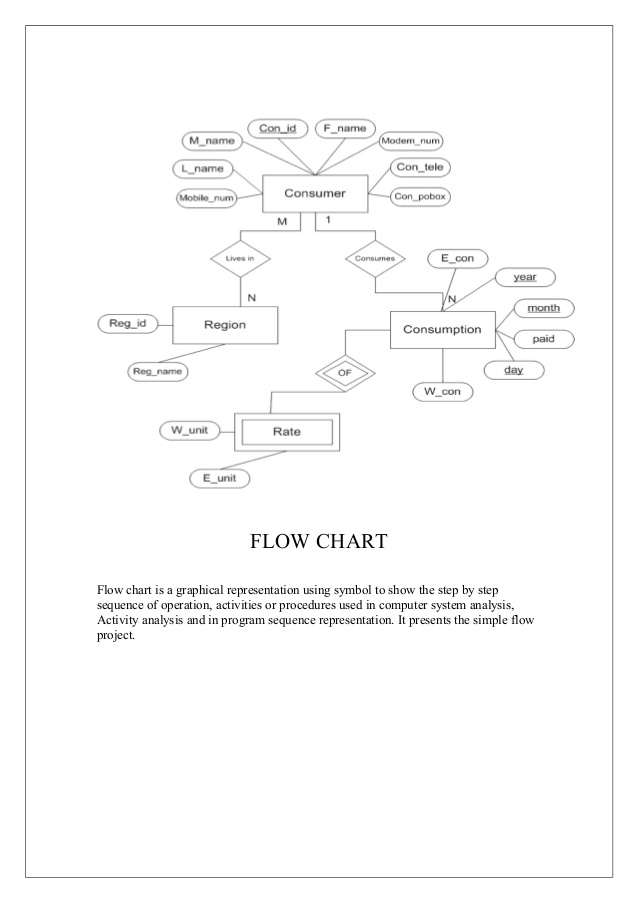 Con_id F_name
M_name Modem_num
L_name Con_tele
Consumer
Mobile_num Con_pobox
M 1
Lives in Consumes E_con
year
N N
Reg_id Region month
Consumption
paid
Reg_name OF day
W_con
W_unit Rate
E_unit
FLOW CHART
Flow chart is a graphical representation using symbol to show the step by step
sequence of operation, activities or procedures used in computer system analysis,
Activity analysis and in program sequence representation. It presents the simple flow
project.